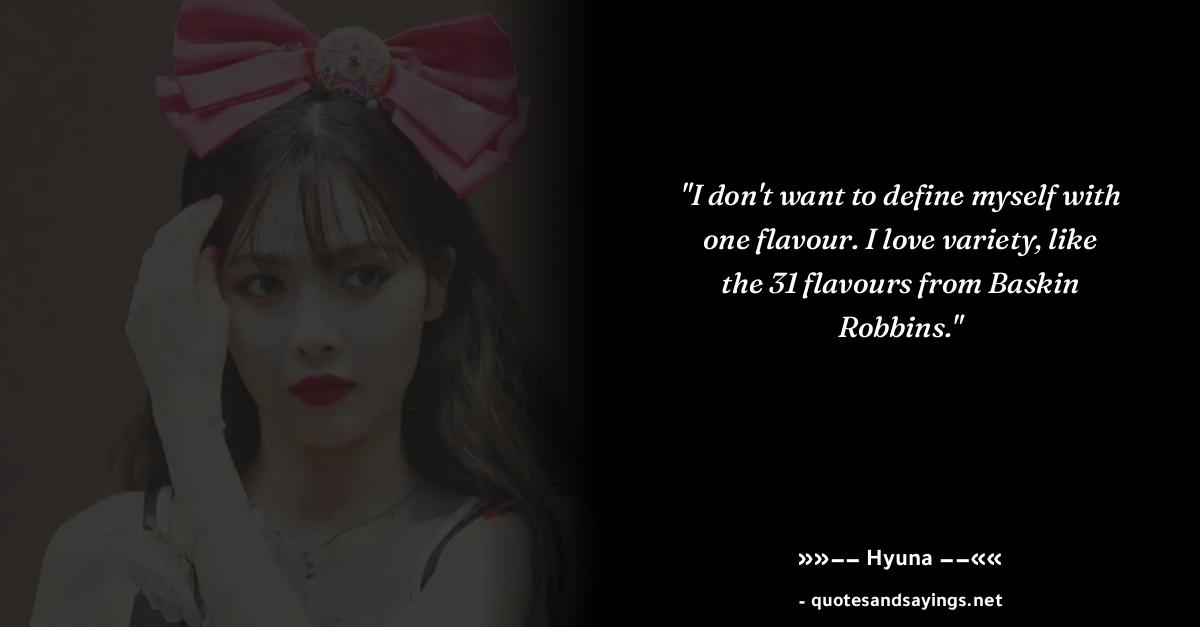 "I don't want to define myself with
one flavour. I love variety, like
the 31 flavours from Baskin
Robbins."
»»−− Hyuna −−««
- quotesandsayings.net